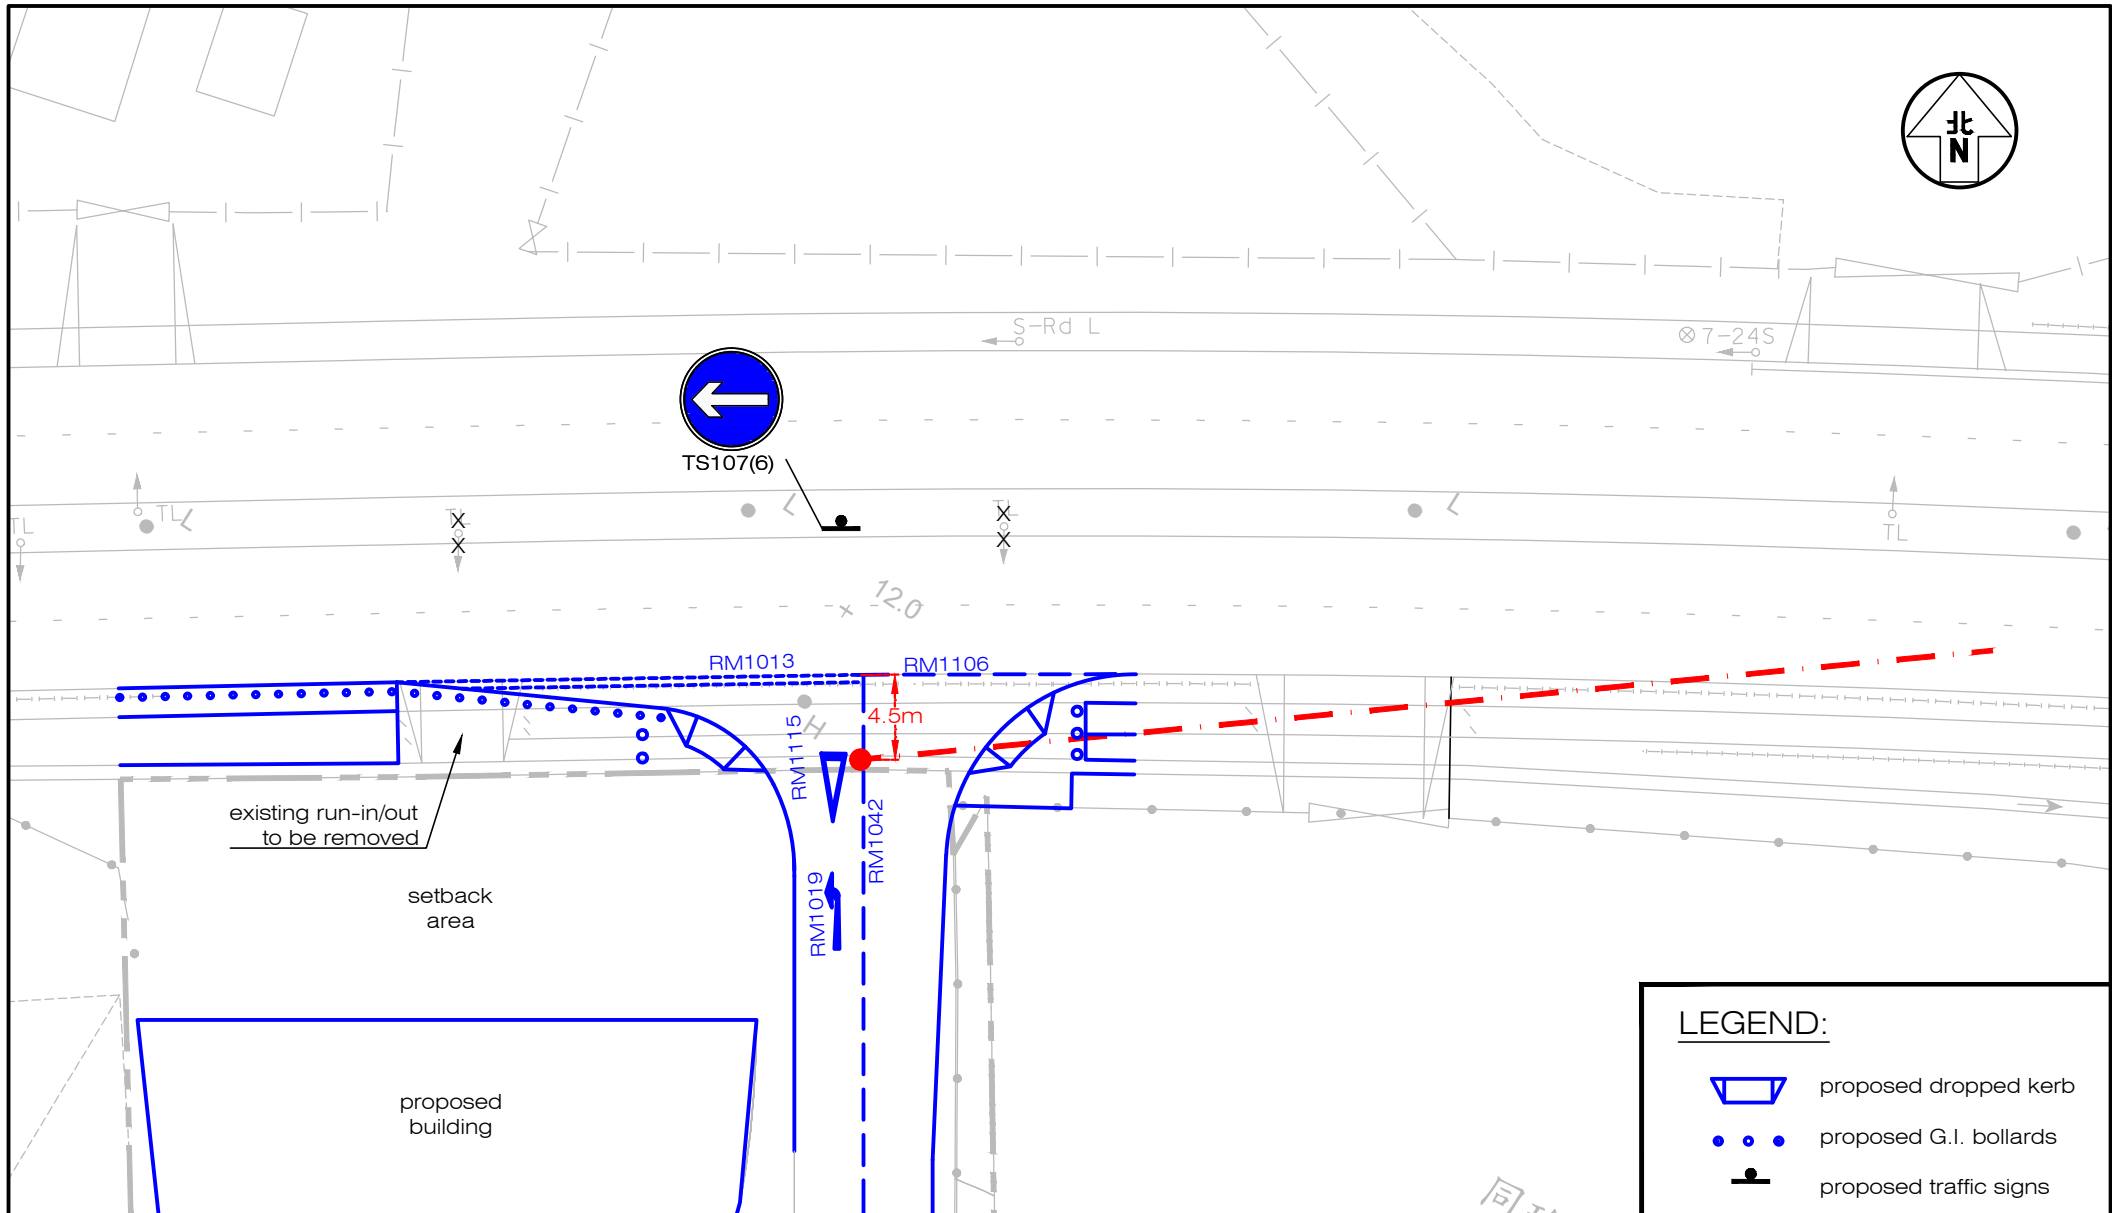 北
N
S-Rd L
7-24S
TS107(6)
TL
TL
L
TL
L
TL
L
TL
X
X
X
X
12.0
RM1013
RM1106
4.5m
H
RM1115
RM1042
RM1019
existing run-in/out
to be removed
setback
area
proposed
building
LEGEND:
proposed dropped kerb
proposed G.I. bollards
proposed traffic signs
同